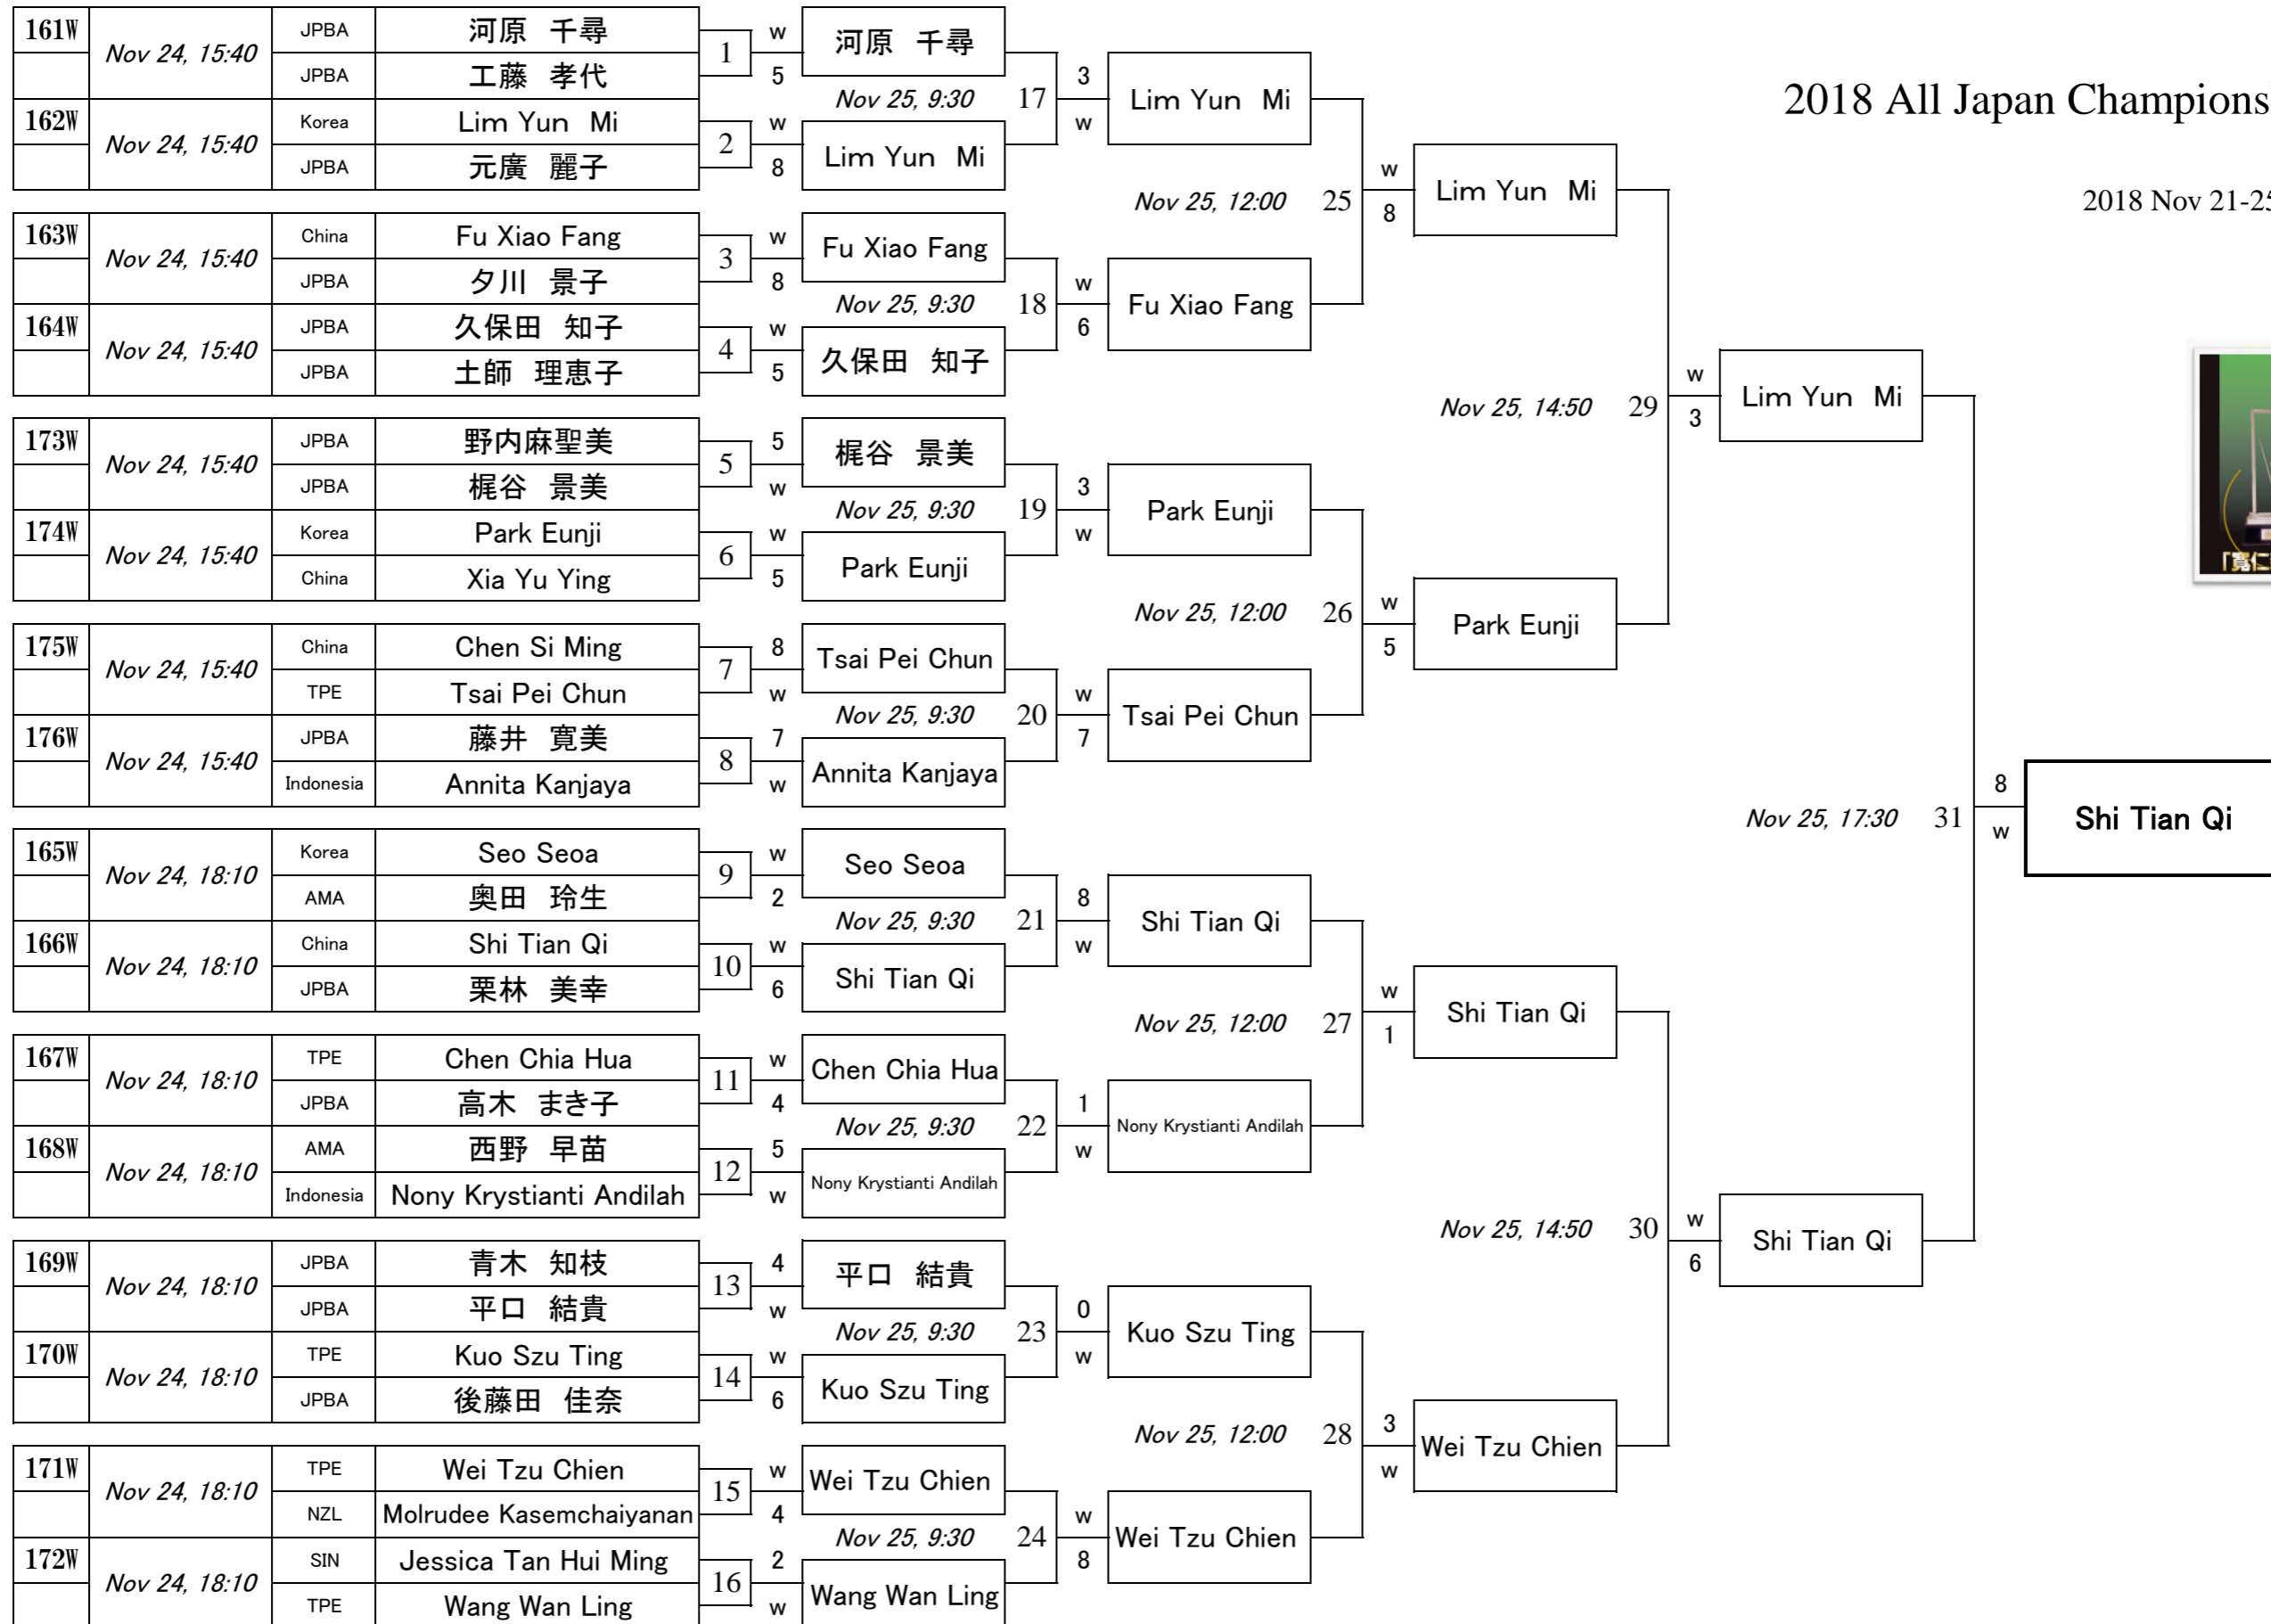 2018 All Japan Champions
2018 Nov 21-25
161W Nov 24, 15:40 JPBA 河原 千尋 1 w
JPBA 工藤 孝代 5
河原 千尋
Nov 25, 9:30 17 3 w
162W Nov 24, 15:40 Korea Lim Yun Mi 2 w
JPBA 元廣 麗子 8
Lim Yun Mi
Lim Yun Mi
Nov 25, 12:00 25 w 8
163W Nov 24, 15:40 China Fu Xiao Fang 3 w
JPBA 夕川 景子 8
Fu Xiao Fang
Nov 25, 9:30 18 w 6
164W Nov 24, 15:40 JPBA 久保田 知子 4 w
JPBA 土師 理恵子 5
久保田 知子
Fu Xiao Fang
Lim Yun Mi
Nov 25, 14:50 29 w 3
173W Nov 24, 15:40 JPBA 野内麻聖美 5 5
JPBA 梶谷 景美 w
梶谷 景美
Nov 25, 9:30 19 3 w
174W Nov 24, 15:40 Korea Park Eunji 6 w
China Xia Yu Ying 5
Park Eunji
Park Eunji
Nov 25, 12:00 26 w 5
175W Nov 24, 15:40 China Chen Si Ming 7 8
TPE Tsai Pei Chun w
Tsai Pei Chun
Nov 25, 9:30 20 w 7
176W Nov 24, 15:40 JPBA 藤井 寛美 8 7
Indonesia Annita Kanjaya w
Annita Kanjaya
Tsai Pei Chun
Park Eunji
Lim Yun Mi
Nov 25, 17:30 31 8 w
Shi Tian Qi
165W Nov 24, 18:10 Korea Seo Seoa 9 w
AMA 奥田 玲生 2
Seo Seoa
Nov 25, 9:30 21 8 w
166W Nov 24, 18:10 China Shi Tian Qi 10 w
JPBA 栗林 美幸 6
Shi Tian Qi
Shi Tian Qi
Nov 25, 12:00 27 w 1
167W Nov 24, 18:10 TPE Chen Chia Hua 11 w
JPBA 高木 まき子 4
Chen Chia Hua
Nov 25, 9:30 22 1 w
168W Nov 24, 18:10 AMA 西野 早苗 12 5
Indonesia Nony Krystianti Andilah w
Nony Krystianti Andilah
Nony Krystianti Andilah
Shi Tian Qi
Nov 25, 14:50 30 w 6
169W Nov 24, 18:10 JPBA 青木 知枝 13 4
JPBA 平口 結貴 w
平口 結貴
Nov 25, 9:30 23 0 w
170W Nov 24, 18:10 TPE Kuo Szu Ting 14 w
JPBA 後藤田 佳奈 6
Kuo Szu Ting
Kuo Szu Ting
Nov 25, 12:00 28 3 w
171W Nov 24, 18:10 TPE Wei Tzu Chien 15 w
NZL Molrudee Kasemchaiyanan 4
Wei Tzu Chien
Nov 25, 9:30 24 w 8
172W Nov 24, 18:10 SIN Jessica Tan Hui Ming 16 2
TPE Wang Wan Ling w
Wang Wan Ling
Wei Tzu Chien
Wei Tzu Chien
Shi Tian Qi
「寛仁